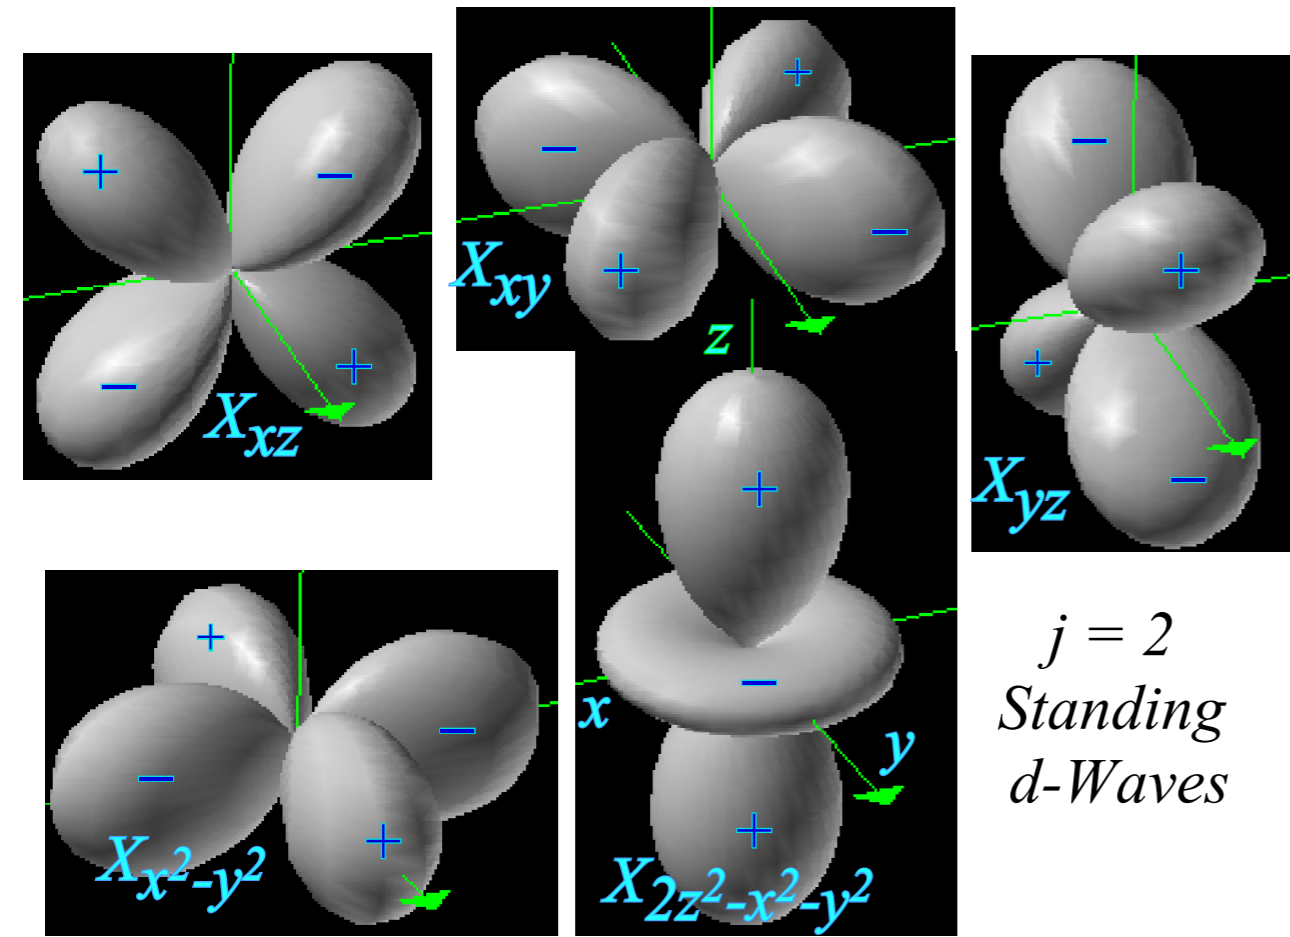 + −
− +
X_xz
+
− −
+
X_xy
−
+
+
−
X_yz
z
+
−
x
y
+
X_2z²-x²-y²
+
−
−
+
X_x²-y²
j = 2
Standing
d-Waves